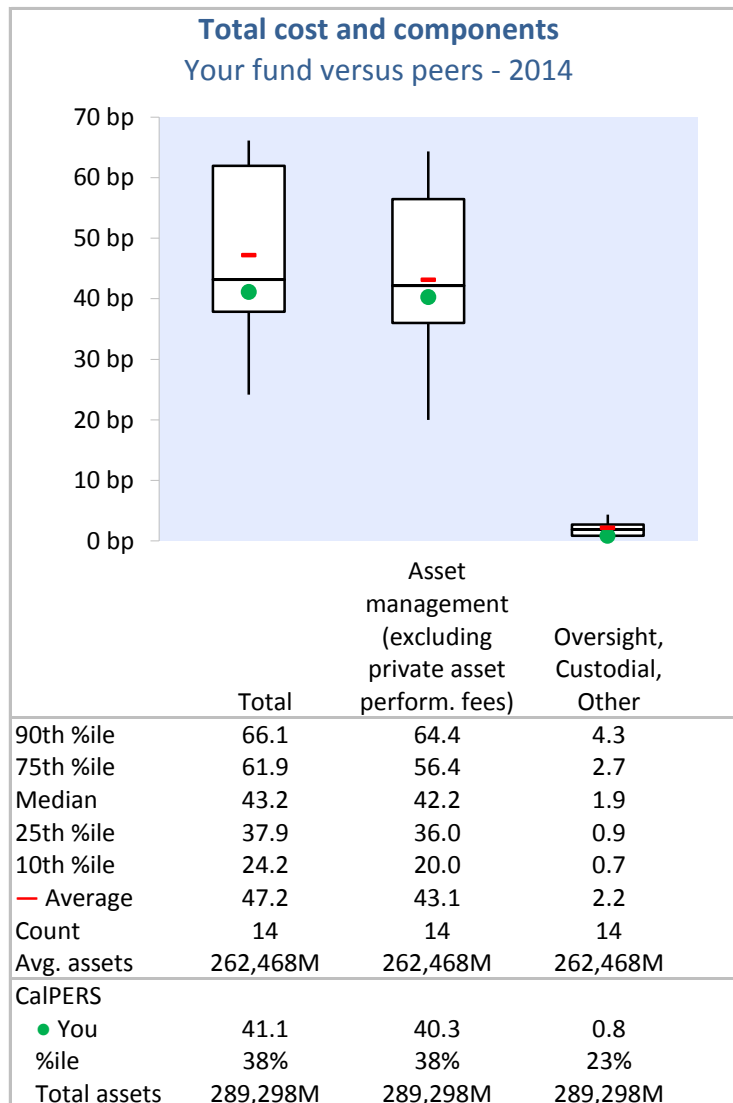 Total cost and components
Your fund versus peers - 2014
70 bp
60 bp
50 bp
40 bp
30 bp
20 bp
10 bp
0 bp
Total
Asset
management
(excluding
private asset
perform. fees)
Oversight,
Custodial,
Other
90th %ile 66.1 64.4 4.3
75th %ile 61.9 56.4 2.7
Median 43.2 42.2 1.9
25th %ile 37.9 36.0 0.9
10th %ile 24.2 20.0 0.7
Average 47.2 43.1 2.2
Count 14 14 14
Avg. assets 262,468M 262,468M 262,468M
CalPERS
You 41.1 40.3 0.8
%ile 38% 38% 23%
Total assets 289,298M 289,298M 289,298M